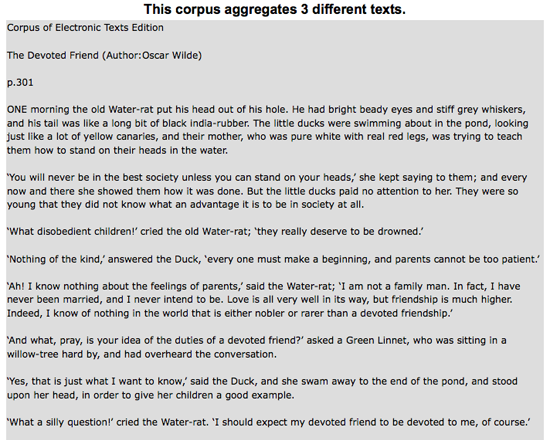 This corpus aggregates 3 different texts.
Corpus of Electronic Texts Edition
The Devoted Friend (Author:Oscar Wilde)
p.301
ONE morning the old Water-rat put his head out of his hole. He had bright beady eyes and stiff grey whiskers,
and his tail was like a long bit of black india-rubber. The little ducks were swimming about in the pond, looking
just like a lot of yellow canaries, and their mother, who was pure white with real red legs, was trying to teach
them how to stand on their heads in the water.
‘You will never be in the best society unless you can stand on your heads,’ she kept saying to them; and every
now and there she showed them how it was done. But the little ducks paid no attention to her. They were so
young that they did not know what an advantage it is to be in society at all.
‘What disobedient children!’ cried the old Water-rat; ‘they really deserve to be drowned.’
‘Nothing of the kind,’ answered the Duck, ‘every one must make a beginning, and parents cannot be too patient.’
‘Ah! I know nothing about the feelings of parents,’ said the Water-rat; ‘I am not a family man. In fact, I have
never been married, and I never intend to be. Love is all very well in its way, but friendship is much higher.
Indeed, I know of nothing in the world that is either nobler or rarer than a devoted friendship.’
‘And what, pray, is your idea of the duties of a devoted friend?’ asked a Green Linnet, who was sitting in a
willow-tree hard by, and had overheard the conversation.
‘Yes, that is just what I want to know,’ said the Duck, and she swam away to the end of the pond, and stood
upon her head, in order to give her children a good example.
‘What a silly question!’ cried the Water-rat. ‘I should expect my devoted friend to be devoted to me, of course.’